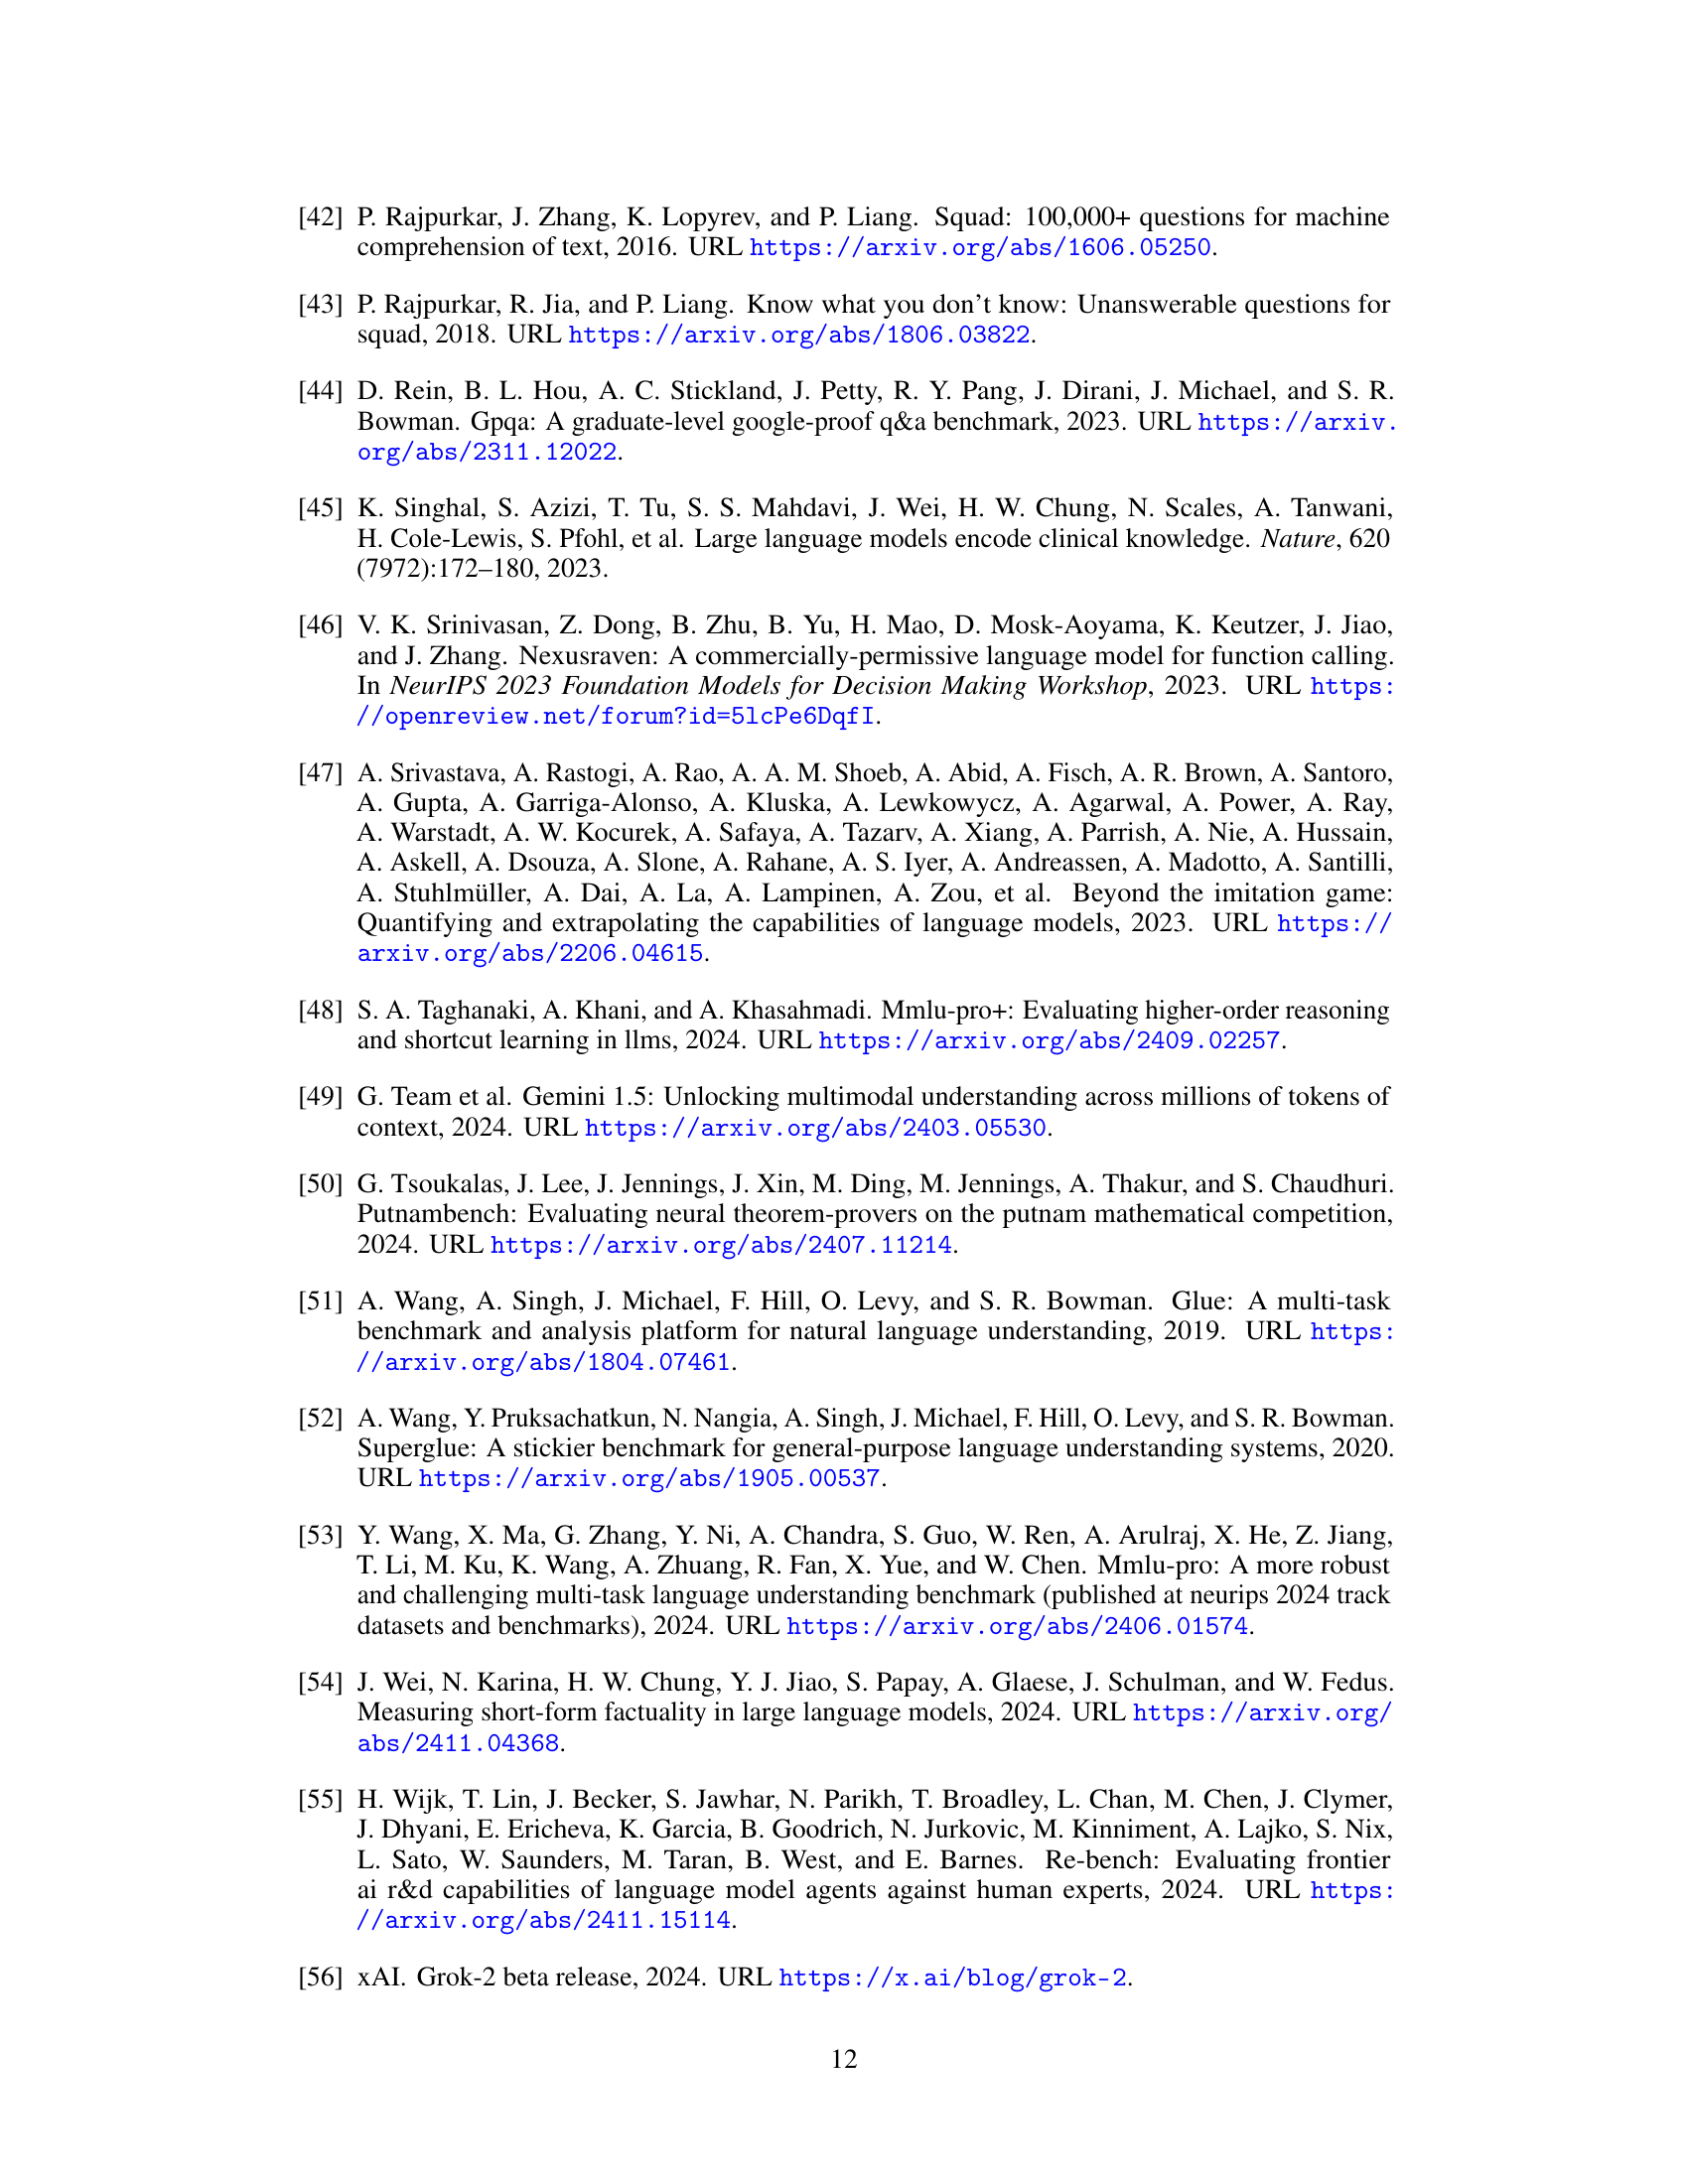 [42] P. Rajpurkar, J. Zhang, K. Lopyrev, and P. Liang. Squad: 100,000+ questions for machine
comprehension of text, 2016. URL https://arxiv.org/abs/1606.05250.
[43] P. Rajpurkar, R. Jia, and P. Liang. Know what you don't know: Unanswerable questions for
squad, 2018. URL https://arxiv.org/abs/1806.03822.
[44] D. Rein, B. L. Hou, A. C. Stickland, J. Petty, R. Y. Pang, J. Dirani, J. Michael, and S. R.
Bowman. Gpqa: A graduate-level google-proof q&a benchmark, 2023. URL https://arxiv.
org/abs/2311.12022.
[45] K. Singhal, S. Azizi, T. Tu, S. S. Mahdavi, J. Wei, H. W. Chung, N. Scales, A. Tanwani,
H. Cole-Lewis, S. Pfohl, et al. Large language models encode clinical knowledge. Nature, 620
(7972):172–180, 2023.
[46] V. K. Srinivasan, Z. Dong, B. Zhu, B. Yu, H. Mao, D. Mosk-Aoyama, K. Keutzer, J. Jiao,
and J. Zhang. Nexusraven: A commercially-permissive language model for function calling.
In NeurIPS 2023 Foundation Models for Decision Making Workshop, 2023. URL https:
//openreview.net/forum?id=5lcPe6DqfI.
[47] A. Srivastava, A. Rastogi, A. Rao, A. A. M. Shoeb, A. Abid, A. Fisch, A. R. Brown, A. Santoro,
A. Gupta, A. Garriga-Alonso, A. Kluska, A. Lewkowycz, A. Agarwal, A. Power, A. Ray,
A. Warstadt, A. W. Kocurek, A. Safaya, A. Tazarv, A. Xiang, A. Parrish, A. Nie, A. Hussain,
A. Askell, A. Dsouza, A. Slone, A. Rahane, A. S. Iyer, A. Andreassen, A. Madotto, A. Santilli,
A. Stuhlmüller, A. Dai, A. La, A. Lampinen, A. Zou, et al. Beyond the imitation game:
Quantifying and extrapolating the capabilities of language models, 2023. URL https://
arxiv.org/abs/2206.04615.
[48] S. A. Taghanaki, A. Khani, and A. Khasahmadi. Mmlu-pro+: Evaluating higher-order reasoning
and shortcut learning in llms, 2024. URL https://arxiv.org/abs/2409.02257.
[49] G. Team et al. Gemini 1.5: Unlocking multimodal understanding across millions of tokens of
context, 2024. URL https://arxiv.org/abs/2403.05530.
[50] G. Tsoukalas, J. Lee, J. Jennings, J. Xin, M. Ding, M. Jennings, A. Thakur, and S. Chaudhuri.
Putnambench: Evaluating neural theorem-provers on the putnam mathematical competition,
2024. URL https://arxiv.org/abs/2407.11214.
[51] A. Wang, A. Singh, J. Michael, F. Hill, O. Levy, and S. R. Bowman. Glue: A multi-task
benchmark and analysis platform for natural language understanding, 2019. URL https:
//arxiv.org/abs/1804.07461.
[52] A. Wang, Y. Pruksachatkun, N. Nangia, A. Singh, J. Michael, F. Hill, O. Levy, and S. R. Bowman.
Superglue: A stickier benchmark for general-purpose language understanding systems, 2020.
URL https://arxiv.org/abs/1905.00537.
[53] Y. Wang, X. Ma, G. Zhang, Y. Ni, A. Chandra, S. Guo, W. Ren, A. Arulraj, X. He, Z. Jiang,
T. Li, M. Ku, K. Wang, A. Zhuang, R. Fan, X. Yue, and W. Chen. Mmlu-pro: A more robust
and challenging multi-task language understanding benchmark (published at neurips 2024 track
datasets and benchmarks), 2024. URL https://arxiv.org/abs/2406.01574.
[54] J. Wei, N. Karina, H. W. Chung, Y. J. Jiao, S. Papay, A. Glaese, J. Schulman, and W. Fedus.
Measuring short-form factuality in large language models, 2024. URL https://arxiv.org/
abs/2411.04368.
[55] H. Wijk, T. Lin, J. Becker, S. Jawhar, N. Parikh, T. Broadley, L. Chan, M. Chen, J. Clymer,
J. Dhyani, E. Ericheva, K. Garcia, B. Goodrich, N. Jurkovic, M. Kinniment, A. Lajko, S. Nix,
L. Sato, W. Saunders, M. Taran, B. West, and E. Barnes. Re-bench: Evaluating frontier
ai r&d capabilities of language model agents against human experts, 2024. URL https:
//arxiv.org/abs/2411.15114.
[56] xAI. Grok-2 beta release, 2024. URL https://x.ai/blog/grok-2.
12